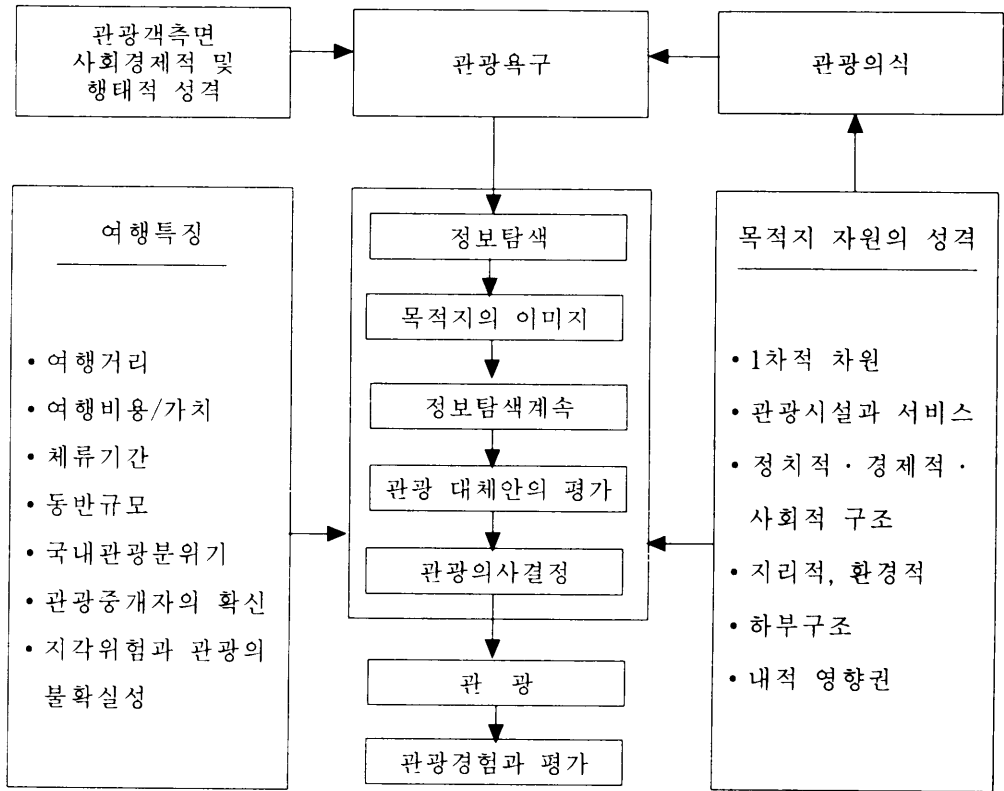 관광객측면
사회경제적 및
행태적 성격
관광욕구
관광의식
여행특징
• 여행거리
• 여행비용/가치
• 체류기간
• 동반규모
• 국내관광분위기
• 관광중개자의 확신
• 지각위험과 관광의
불확실성
정보탐색
목적지의 이미지
정보탐색계속
관광 대체안의 평가
관광의사결정
관 광
관광경험과 평가
목적지 자원의 성격
• 1차적 차원
• 관광시설과 서비스
• 정치적 · 경제적 ·
사회적 구조
• 지리적, 환경적
• 하부구조
• 내적 영향권